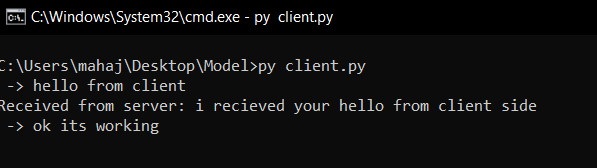 C:\Windows\System32\cmd.exe - py  client.py
C:\Users\mahaj\Desktop\Model>py client.py
 -> hello from client
Received from server: i recieved your hello from client side
 -> ok its working